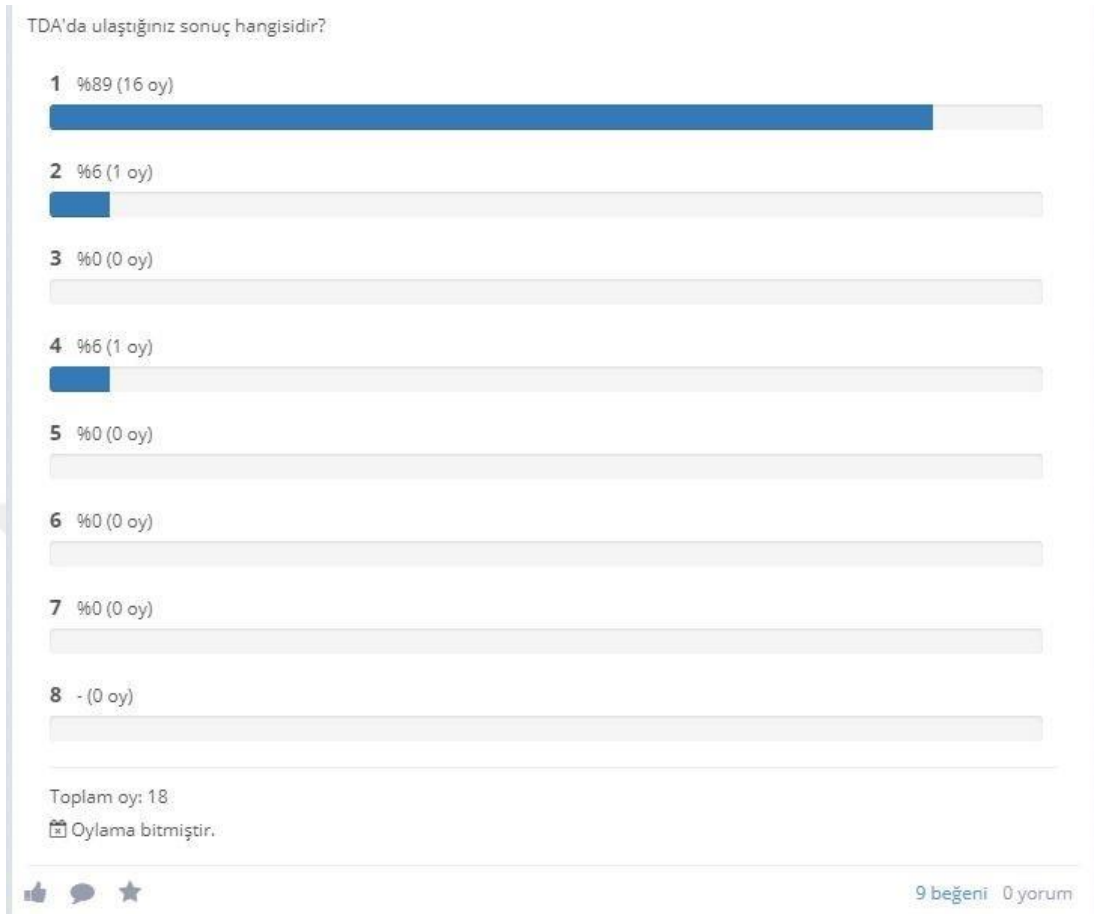 TDA'da ulaştığınız sonuç hangisidir?
1 %89 (16 oy)
2 %6 (1 oy)
3 %0 (0 oy)
4 %6 (1 oy)
5 %0 (0 oy)
6 %0 (0 oy)
7 %0 (0 oy)
8 - (0 oy)
Toplam oy: 18
Oylama bitmiştir.
9 beğeni 0 yorum